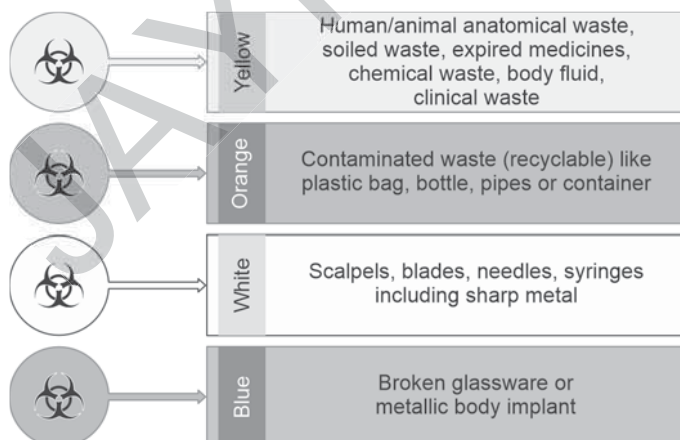 Yellow
Human/animal anatomical waste,
soiled waste, expired medicines,
chemical waste, body fluid,
clinical waste
Orange
Contaminated waste (recyclable) like
plastic bag, bottle, pipes or container
White
Scalpels, blades, needles, syringes
including sharp metal
Blue
Broken glassware or
metallic body implant
JAY